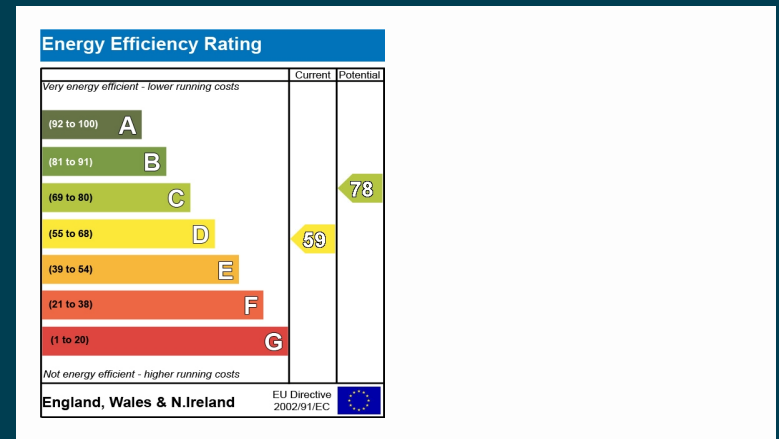 Energy Efficiency Rating
Current Potential
Very energy efficient - lower running costs
(92 to 100) A
(81 to 91) B
(69 to 80) C
78
(55 to 68) D
59
(39 to 54) E
(21 to 38) F
(1 to 20) G
Not energy efficient - higher running costs
England, Wales & N.Ireland
EU Directive
2002/91/EC